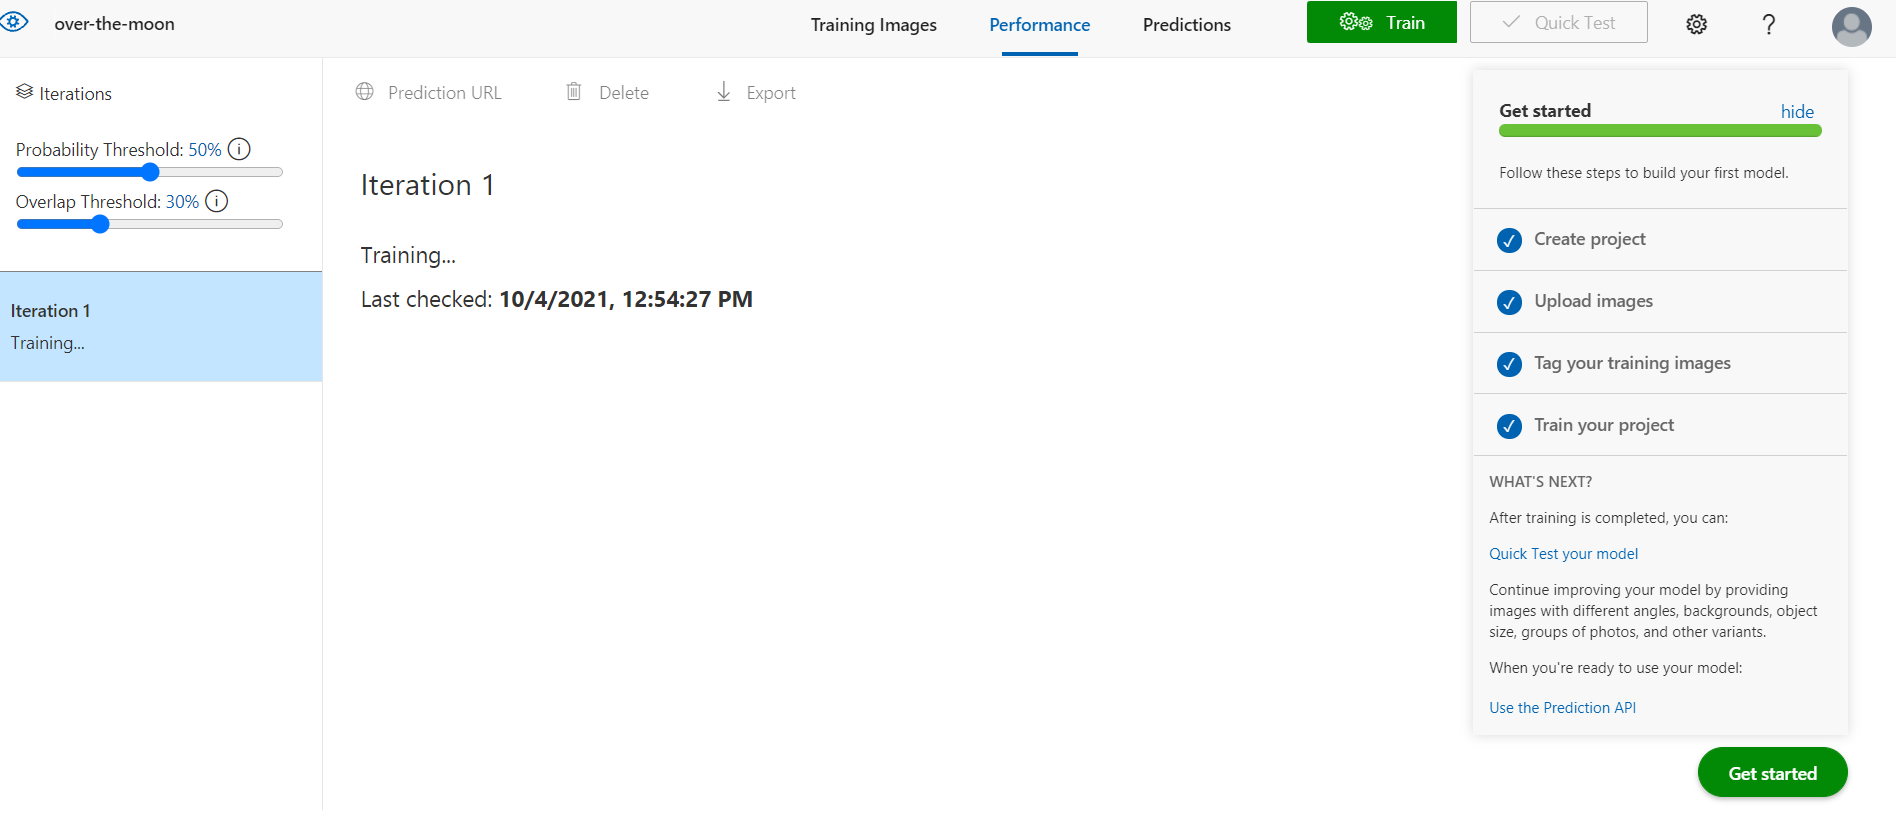 over-the-moon
Training Images
Performance
Predictions
Train
Quick Test
?
Iterations
Probability Threshold: 50%
Overlap Threshold: 30%
Iteration 1
Training...
Prediction URL
Delete
Export
Iteration 1
Training...
Last checked: 10/4/2021, 12:54:27 PM
Get started
hide
Follow these steps to build your first model.
Create project
Upload images
Tag your training images
Train your project
WHAT'S NEXT?
After training is completed, you can:
Quick Test your model
Continue improving your model by providing
images with different angles, backgrounds, object
size, groups of photos, and other variants.
When you're ready to use your model:
Use the Prediction API
Get started